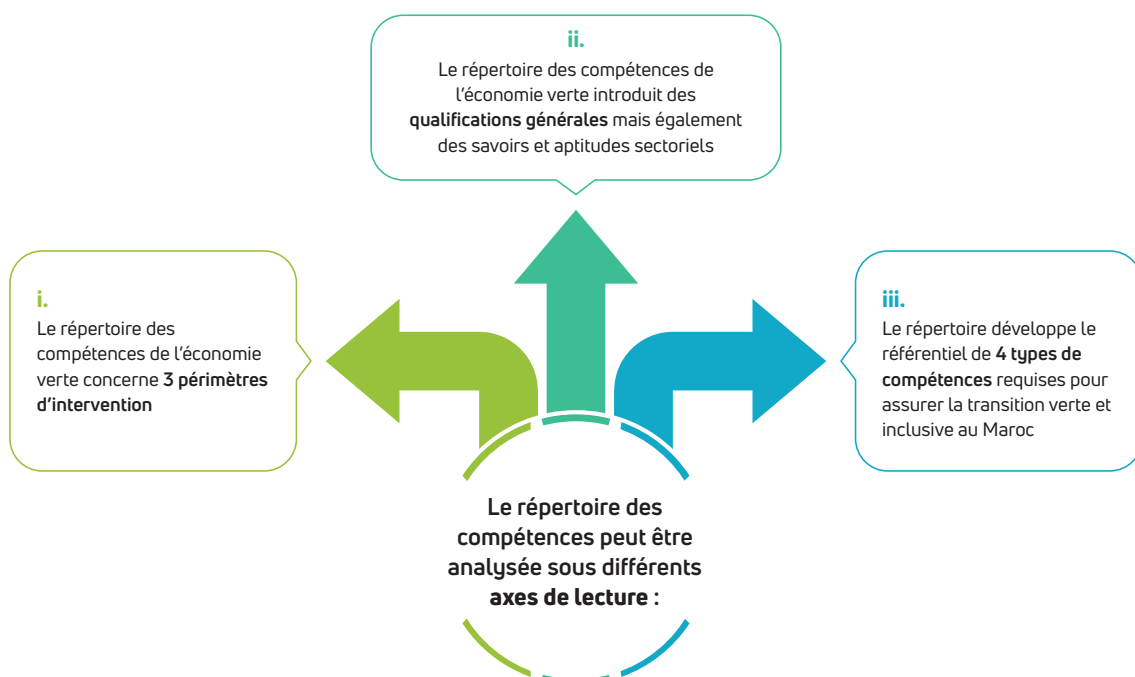 ii.
Le répertoire des compétences de
l'économie verte introduit des
qualifications générales mais également
des savoirs et aptitudes sectoriels
i.
Le répertoire des
compétences de l'économie
verte concerne 3 périmètres
d'intervention
iii.
Le répertoire développe le
référentiel de 4 types de
compétences requises pour
assurer la transition verte et
inclusive au Maroc
Le répertoire des
compétences peut être
analysée sous différents
axes de lecture :